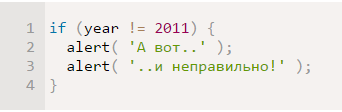 1 if (year != 2011) {
2   alert( 'А вот..' );
3   alert( '..и неправильно!' );
4 }